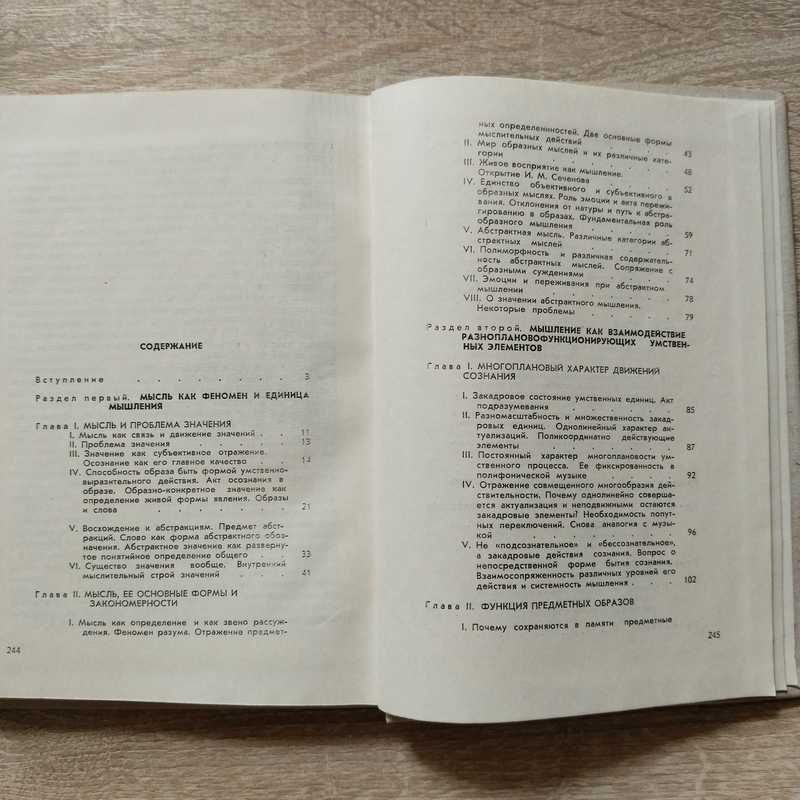 СОДЕРЖАНИЕ
Вступление . . . . . . . . . . 3
Раздел первый. МЫСЛЬ КАК ФЕНОМЕН И ЕДИНИЦА
МЫШЛЕНИЯ
Глава I. МЫСЛЬ И ПРОБЛЕМА ЗНАЧЕНИЯ
I. Мысль как связь и движение значений . . 11
II. Проблема значения . . . . . . 13
III. Значение как субъективное отражение.
Осознание как его главное качество . . 14
IV. Способность образа быть формой умственно-
выразительного действия. Акт осознания в
образе. Образно-конкретное значение как
определение живой формы явления. Образы
и слова . . . . . . . . 21
V. Восхождение к абстракциям. Предмет абст-
ракций. Слово как форма абстрактного обоз-
начения. Абстрактное значение как разверну-
тое понятийное определение общего . . . 33
VI. Существо значения вообще. Внутренний
мыслительный строй значений . . . . 41
Глава II. МЫСЛЬ, ЕЕ ОСНОВНЫЕ ФОРМЫ И
ЗАКОНОМЕРНОСТИ
I. Мысль как определение и как звено рассуж-
дения. Феномен разума. Отражение предмет-
244
ных определенностей. Две основные формы
мыслительных действий . . . . . 43
II. Мир образных мыслей и их различные кате-
гории . . . . . . . . 48
III. Живое восприятие как мышление.
Открытие И. М. Сеченова . . . . . 52
IV. Единство объективного и субъективного в
образных мыслях. Роль эмоции и акта пережи-
вания. Отклонения от натуры и путь к абстра-
гированию в образах. Фундаментальная роль
образного мышления . . . . . . 59
V. Абстрактная мысль. Различные категории аб-
страктных мыслей . . . . . . 71
VI. Полиморфность и различная содержатель-
ность абстрактных мыслей. Сопряжение с
образными суждениями . . . . . 74
VII. Эмоции и переживания при абстрактном
мышлении . . . . . . . 78
VIII. О значении абстрактного мышления.
Некоторые проблемы . . . . . . 79
Раздел второй. МЫШЛЕНИЕ КАК ВЗАИМОДЕЙСТВИЕ
РАЗНОПЛАНОВОФУНКЦИОНИРУЮЩИХ УМСТВЕН-
НЫХ ЭЛЕМЕНТОВ
Глава I. МНОГОПЛАНОВЫЙ ХАРАКТЕР ДВИЖЕНИЙ
СОЗНАНИЯ
I. Закадровое состояние умственных единиц. Акт
подразумевания . . . . . . . 85
II. Разномасштабность и множественность закад-
ровых единиц. Однолинейный характер ак-
туализаций. Поликоординатно действующие
элементы . . . . . . . . 87
III. Постоянный характер многоплановости ум-
ственного процесса. Ее фиксированность в
полифонической музыке . . . . . 92
IV. Отражение совмещенного многообразия дей-
ствительности. Почему однолинейно соверша-
ется актуализация и неподвижными остаются
закадровые элементы? Необходимость попут-
ных переключений. Снова аналогия с музы-
кой . . . . . . . . . 96
V. Не «подсознательное» и «бессознательное»,
а закадровые действия сознания. Вопрос о
непосредственной форме бытия сознания.
Взаимосопряженность различных уровней его
действия и системность мышления . . . . 102
Глава II. ФУНКЦИЯ ПРЕДМЕТНЫХ ОБРАЗОВ
I. Почему сохраняются в памяти предметные
245